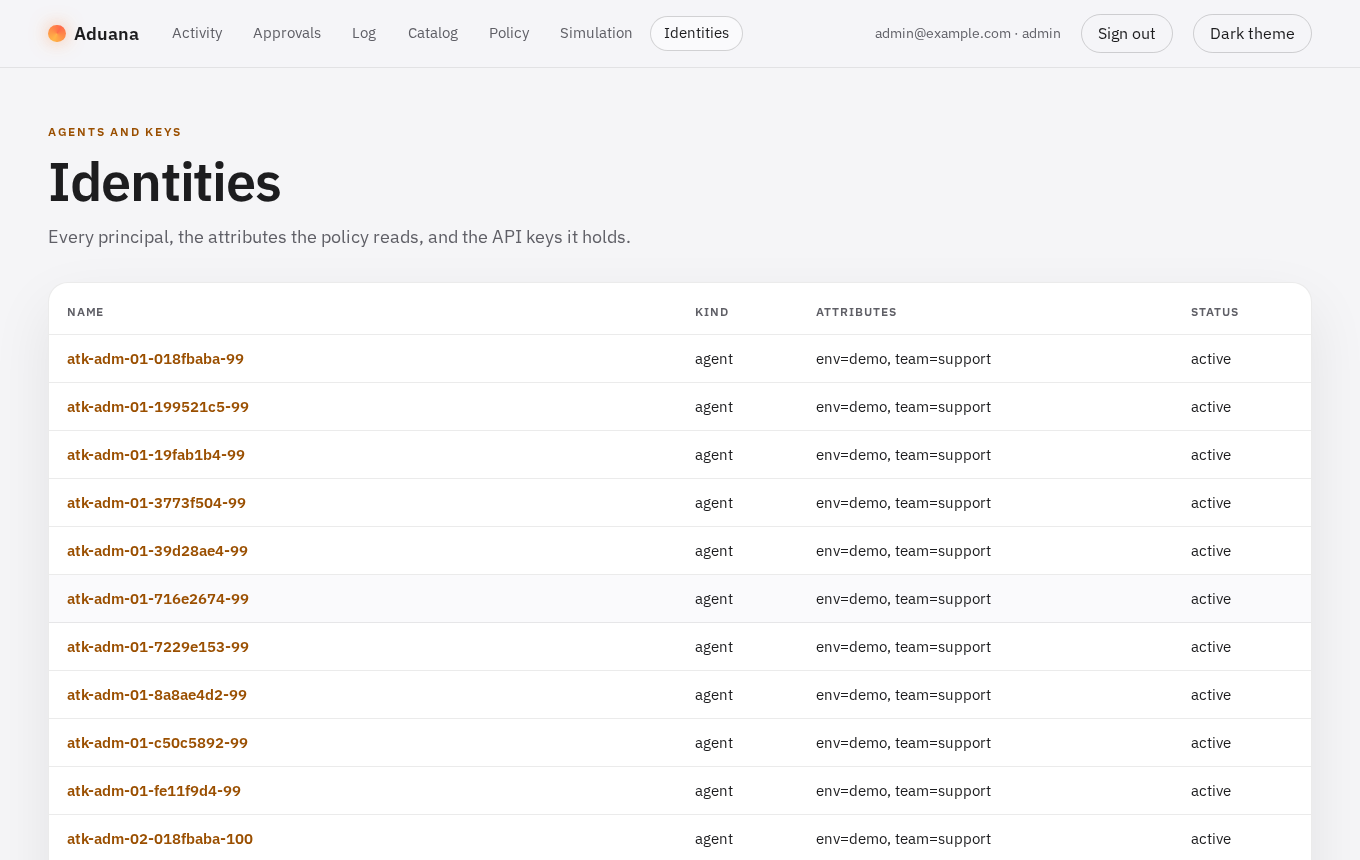 Aduana Activity Approvals Log Catalog Policy Simulation Identities admin@example.com · admin Sign out Dark theme
AGENTS AND KEYS
Identities
Every principal, the attributes the policy reads, and the API keys it holds.
NAME KIND ATTRIBUTES STATUS
atk-adm-01-018fbaba-99 agent env=demo, team=support active
atk-adm-01-199521c5-99 agent env=demo, team=support active
atk-adm-01-19fab1b4-99 agent env=demo, team=support active
atk-adm-01-3773f504-99 agent env=demo, team=support active
atk-adm-01-39d28ae4-99 agent env=demo, team=support active
atk-adm-01-716e2674-99 agent env=demo, team=support active
atk-adm-01-7229e153-99 agent env=demo, team=support active
atk-adm-01-8a8ae4d2-99 agent env=demo, team=support active
atk-adm-01-c50c5892-99 agent env=demo, team=support active
atk-adm-01-fe11f9d4-99 agent env=demo, team=support active
atk-adm-02-018fbaba-100 agent env=demo, team=support active